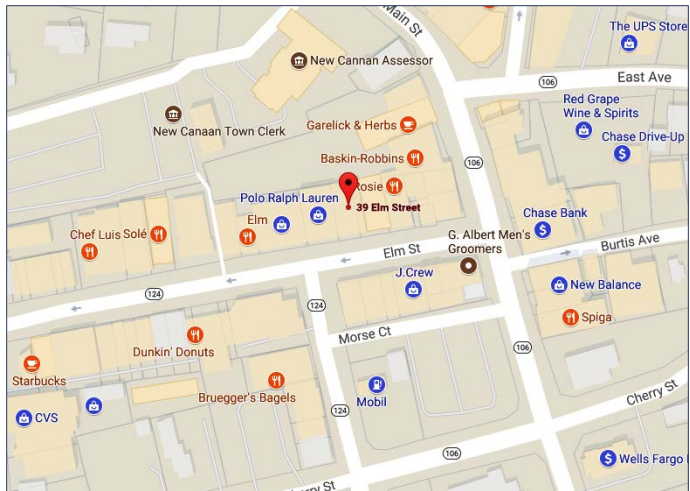 Main St
The UPS Store
New Cannan Assessor
106
East Ave
Red Grape
Wine & Spirits
New Canaan Town Clerk
Garelick & Herbs
Chase Drive-Up
Baskin-Robbins
106
Rosie
Polo Ralph Lauren
39 Elm Street
Elm
Chef Luis
Solé
Chase Bank
G. Albert Men's
Groomers
Burtis Ave
Elm St
J.Crew
New Balance
124
124
Spiga
Morse Ct
106
Dunkin' Donuts
Starbucks
Bruegger's Bagels
Mobil
Cherry St
124
CVS
106
Wells Fargo
rry St